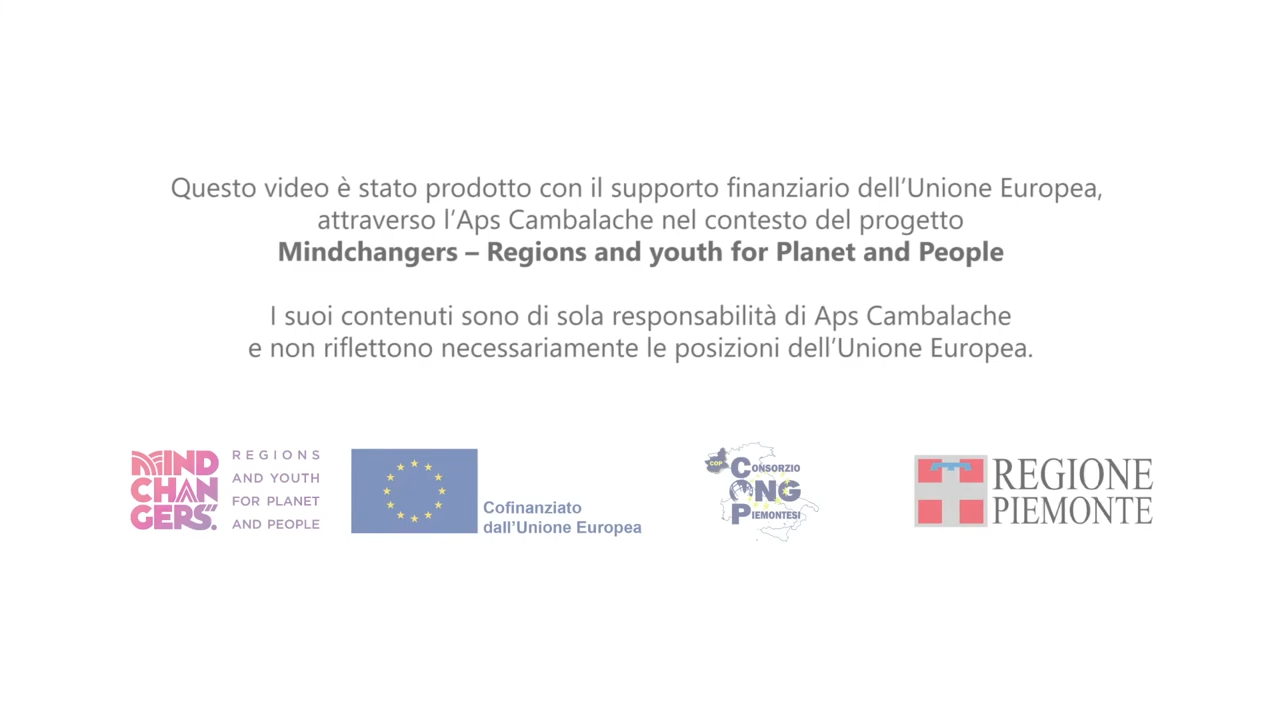 Questo video è stato prodotto con il supporto finanziario dell’Unione Europea,
attraverso l’Aps Cambalache nel contesto del progetto
Mindchangers – Regions and youth for Planet and People
I suoi contenuti sono di sola responsabilità di Aps Cambalache
e non riflettono necessariamente le posizioni dell’Unione Europea.
MIND
CHAN
GERS.
REGIONS
AND YOUTH
FOR PLANET
AND PEOPLE
Cofinanziato
dall’Unione Europea
COP
CONSORZIO
ONG
PIEMONTESI
REGIONE
PIEMONTE